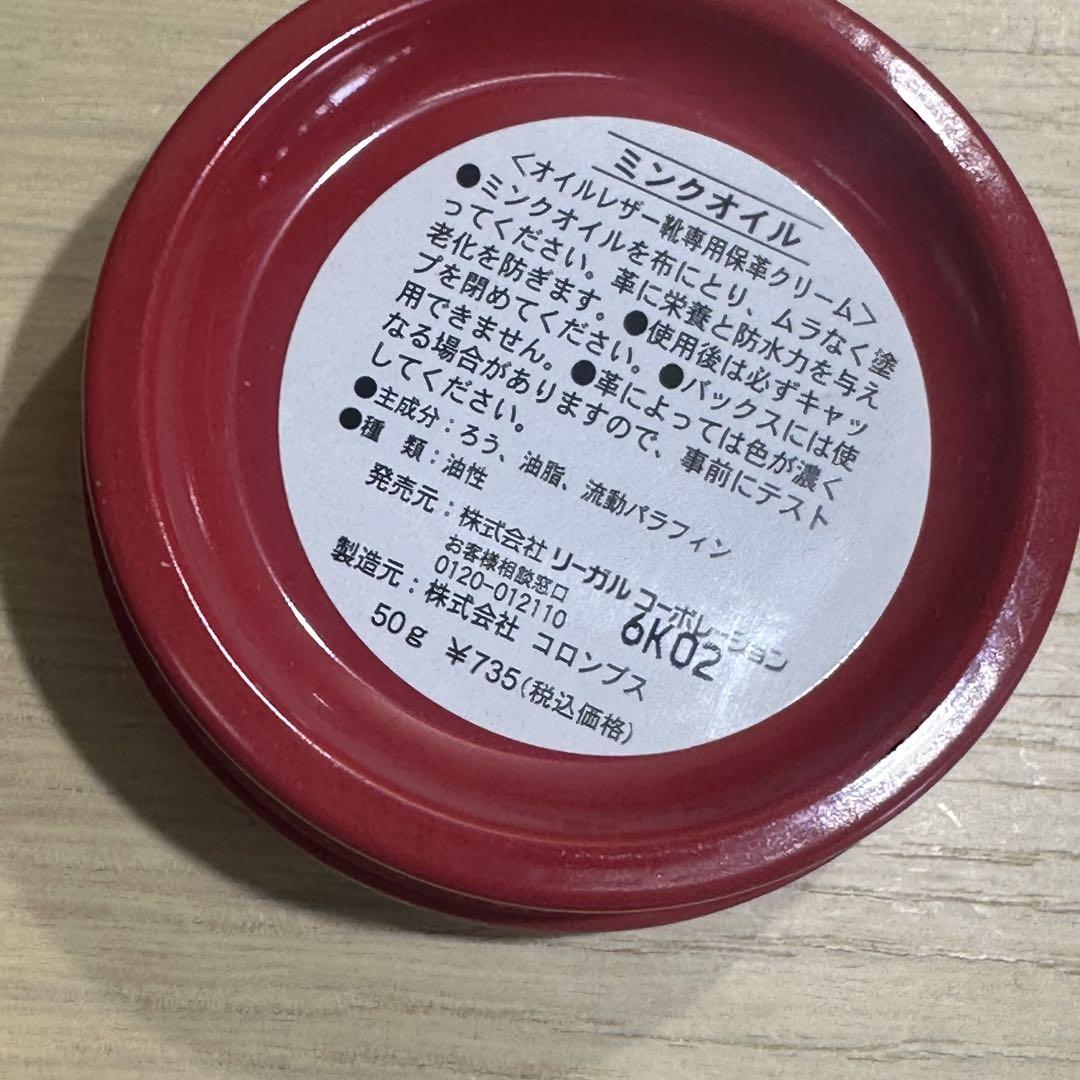 ミンクオイル
〈オイルレザー靴専用保革クリーム〉
●ミンクオイルを布にとり、ムラなく塗
ってください。革に栄養と防水力を与え
老化を防ぎます。●使用後は必ずキャッ
プを閉めてください。●バックスには使
用できません。●革によっては色が濃く
なる場合がありますので、事前にテスト
してください。
●主成分：ろう、油脂、流動パラフィン
●種　類：油性
発売元：株式会社 リーガル コーポレーション
お客様相談窓口
0120-012110
6K02
製造元：株式会社 コロンブス
50g ￥735(税込価格)